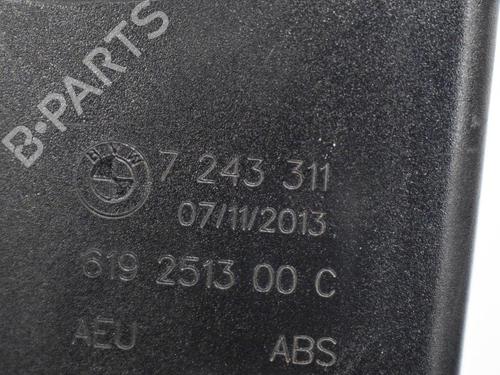 B-PARTS
BMW 7 243 311
07/11/2013
619 2513 00 C
AEU ABS